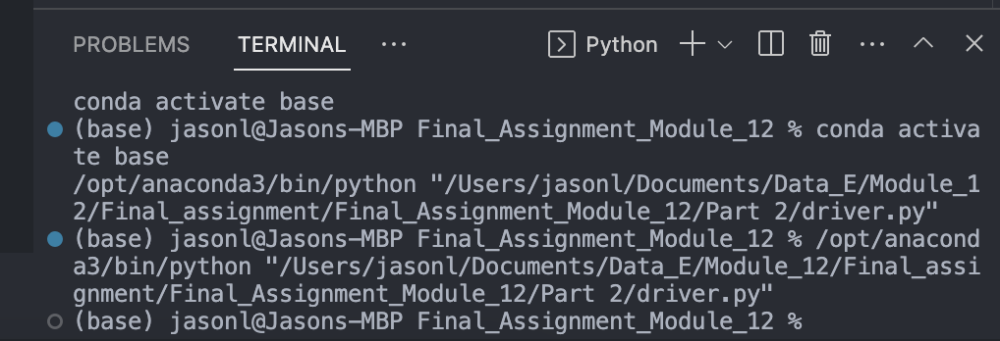 PROBLEMS TERMINAL ··· Python
conda activate base
(base) jasonl@Jasons-MBP Final_Assignment_Module_12 % conda activa
te base
/opt/anaconda3/bin/python "/Users/jasonl/Documents/Data_E/Module_1
2/Final_assignment/Final_Assignment_Module_12/Part 2/driver.py"
(base) jasonl@Jasons-MBP Final_Assignment_Module_12 % /opt/anacond
a3/bin/python "/Users/jasonl/Documents/Data_E/Module_12/Final_assi
gnment/Final_Assignment_Module_12/Part 2/driver.py"
(base) jasonl@Jasons-MBP Final_Assignment_Module_12 %